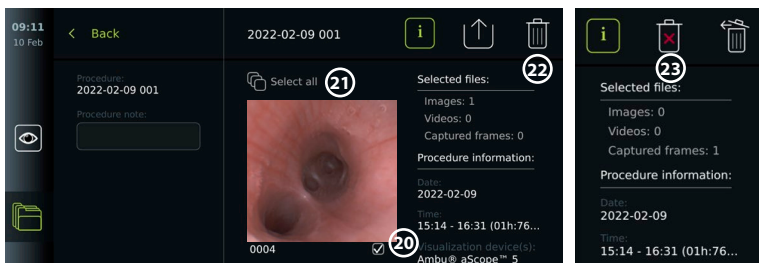 09:11
10 Feb
Back
2022-02-09 001
i
22
Procedure:
2022-02-09 001
Procedure note:
Select all
21
0004
20
Selected files:
Images: 1
Videos: 0
Captured frames: 0
Procedure information:
Date:
2022-02-09
Time:
15:14 - 16:31 (01h:76...
Visualization device(s):
Ambu® aScope™ 5
i
23
Selected files:
Images: 0
Videos: 0
Captured frames: 1
Procedure information:
Date:
2022-02-09
Time:
15:14 - 16:31 (01h:76...